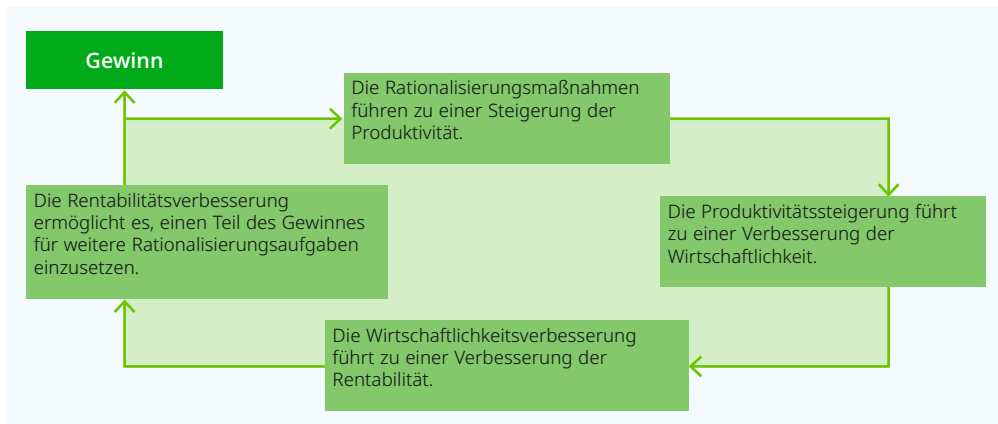 Gewinn
Die Rationalisierungsmaßnahmen
führen zu einer Steigerung der
Produktivität.
Die Produktivitätssteigerung führt
zu einer Verbesserung der
Wirtschaftlichkeit.
Die Wirtschaftlichkeitsverbesserung
führt zu einer Verbesserung der
Rentabilität.
Die Rentabilitätsverbesserung
ermöglicht es, einen Teil des Gewinnes
für weitere Rationalisierungsaufgaben
einzusetzen.